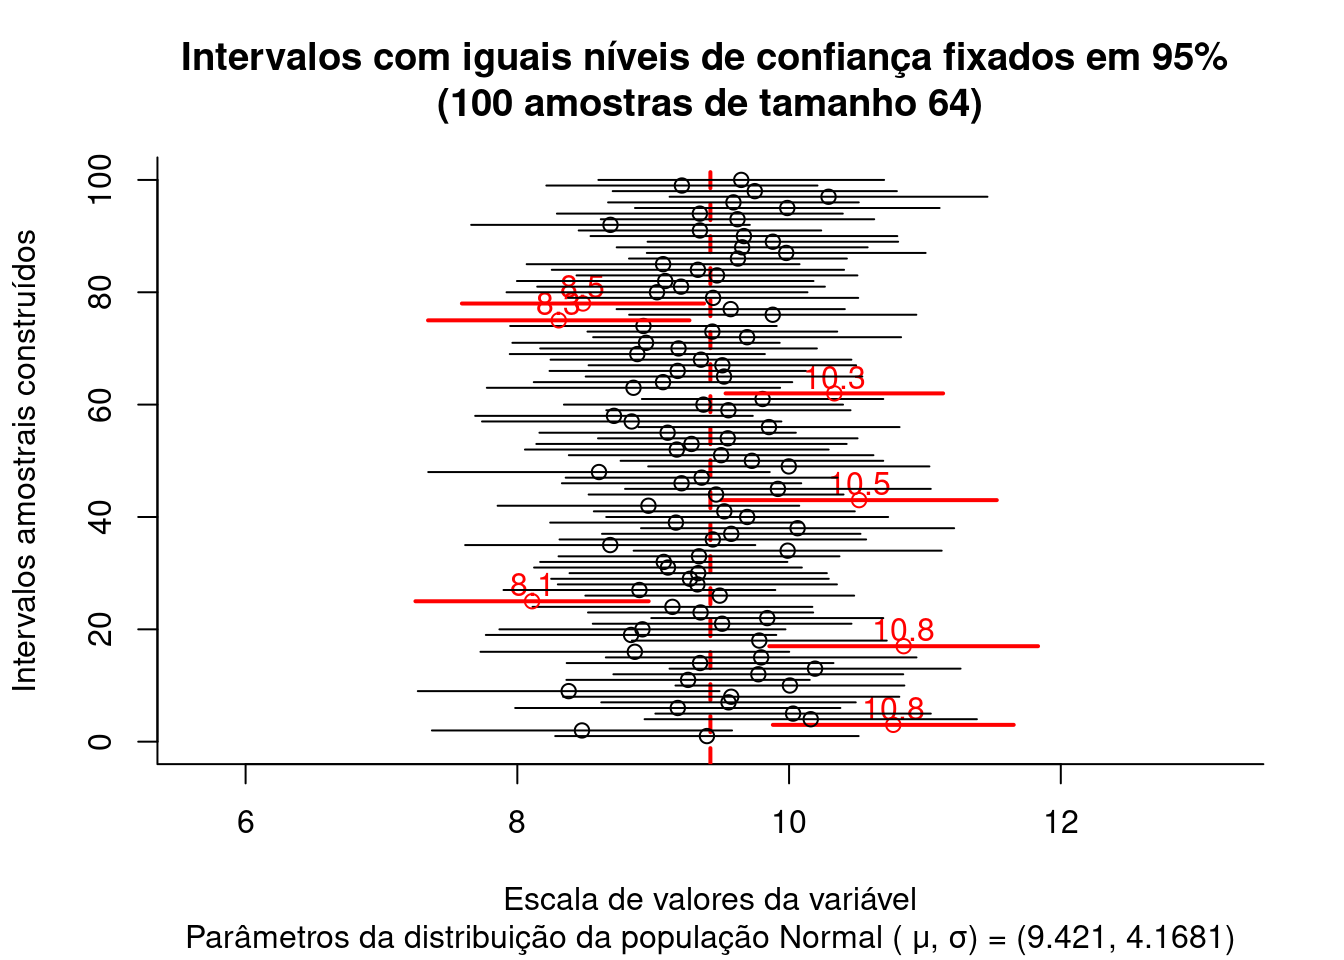 Intervalos com iguais níveis de confiança fixados em 95%
(100 amostras de tamanho 64)
Intervalos amostrais construídos
100
80
60
40
20
0
8.5
8.3
10.3
10.5
8.1
10.8
10.8
6 8 10 12
Escala de valores da variável
Parâmetros da distribuição da população Normal ( μ, σ) = (9.421, 4.1681)